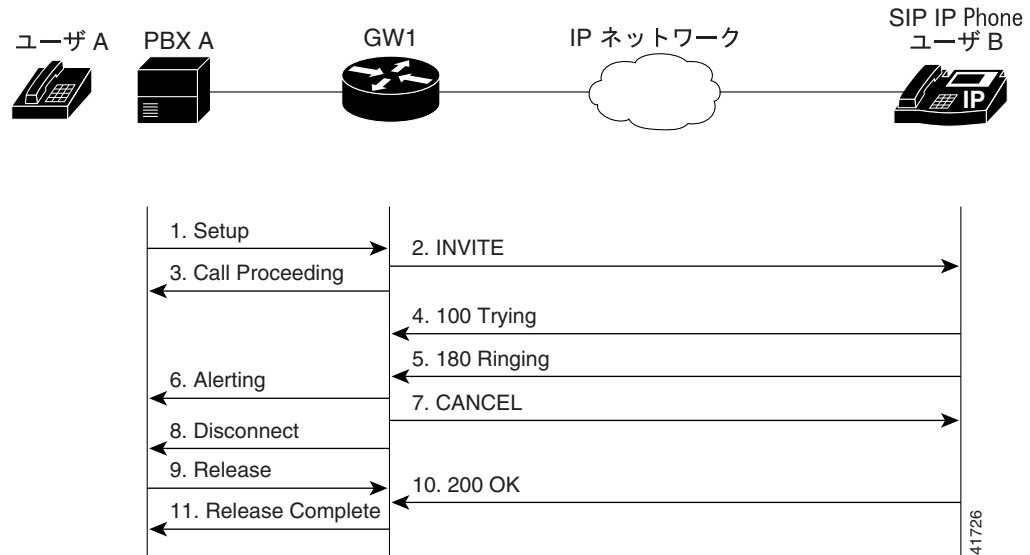 ユーザ A
PBX A
GW1
IP ネットワーク
SIP IP Phone
ユーザ B
IP
1. Setup
2. INVITE
3. Call Proceeding
4. 100 Trying
5. 180 Ringing
6. Alerting
7. CANCEL
8. Disconnect
9. Release
10. 200 OK
11. Release Complete
41726